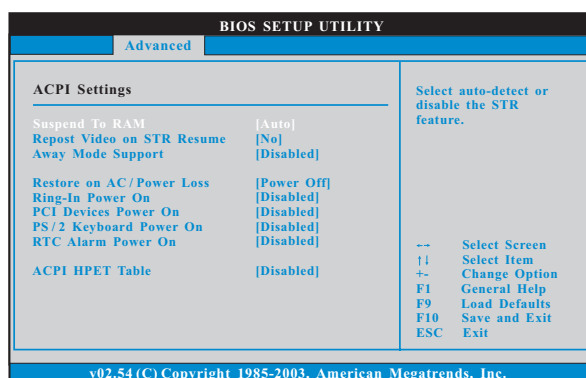 BIOS SETUP UTILITY
Advanced
ACPI Settings
Suspend To RAM [Auto]
Repost Video on STR Resume [No]
Away Mode Support [Disabled]
Restore on AC / Power Loss [Power Off]
Ring-In Power On [Disabled]
PCI Devices Power On [Disabled]
PS / 2 Keyboard Power On [Disabled]
RTC Alarm Power On [Disabled]
ACPI HPET Table [Disabled]
Select auto-detect or
disable the STR
feature.
←→ Select Screen
↑↓ Select Item
+- Change Option
F1 General Help
F9 Load Defaults
F10 Save and Exit
ESC Exit
v02.54 (C) Copyright 1985-2003, American Megatrends, Inc.